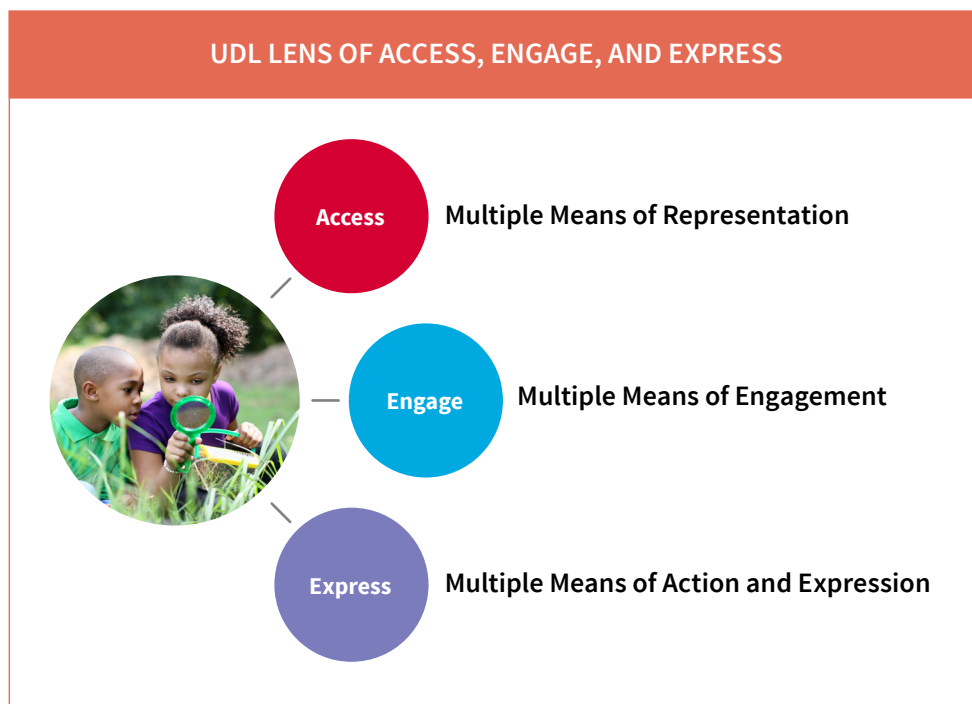 UDL LENS OF ACCESS, ENGAGE, AND EXPRESS
Access
Multiple Means of Representation
Engage
Multiple Means of Engagement
Express
Multiple Means of Action and Expression